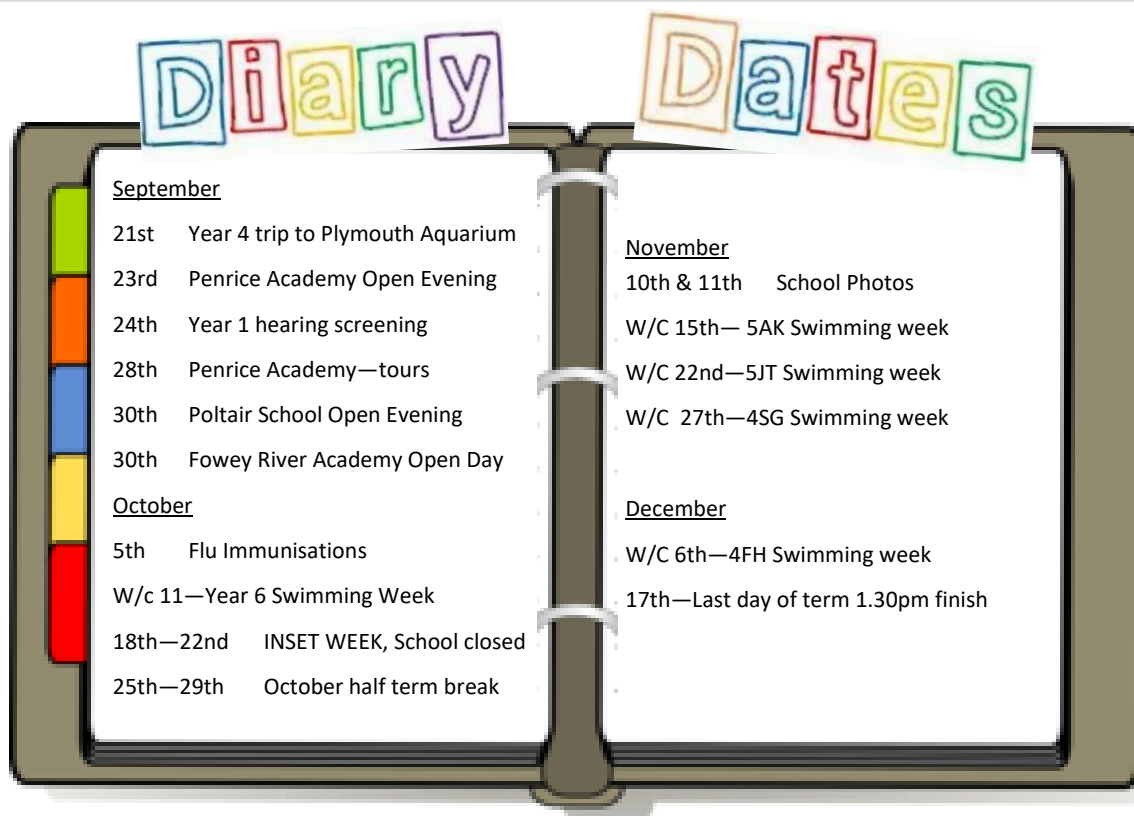 Diary Dates
September
21st Year 4 trip to Plymouth Aquarium
23rd Penrice Academy Open Evening
24th Year 1 hearing screening
28th Penrice Academy—tours
30th Poltair School Open Evening
30th Fowey River Academy Open Day
October
5th Flu Immunisations
W/c 11—Year 6 Swimming Week
18th—22nd INSET WEEK, School closed
25th—29th October half term break
November
10th & 11th School Photos
W/C 15th— 5AK Swimming week
W/C 22nd—5JT Swimming week
W/C 27th—4SG Swimming week
December
W/C 6th—4FH Swimming week
17th—Last day of term 1.30pm finish